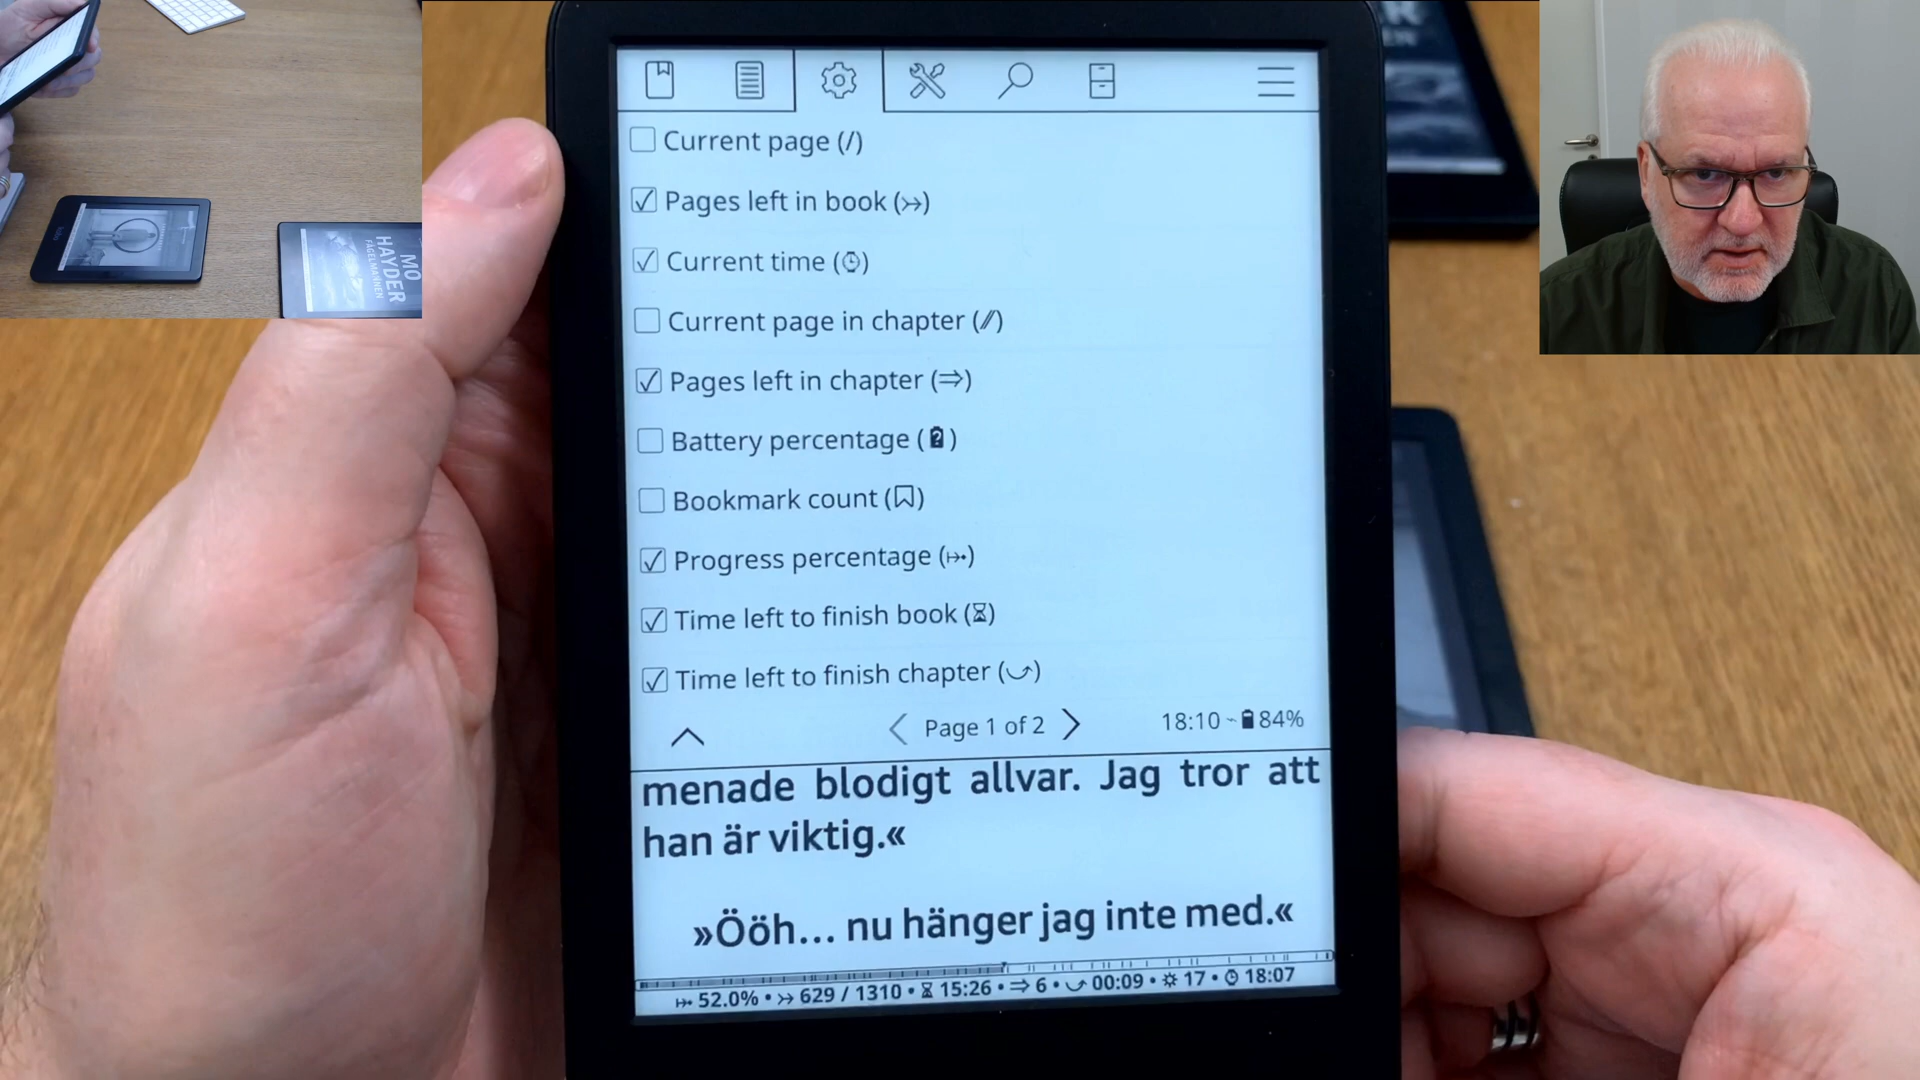 Current page (/)
Pages left in book (↣)
Current time (⌚)
Current page in chapter (//)
Pages left in chapter (⇒)
Battery percentage ( )
Bookmark count ( )
Progress percentage (↦)
Time left to finish book (⌛)
Time left to finish chapter (⤻)
Page 1 of 2
18:10 ~ 84%
menade blodigt allvar. Jag tror att
han är viktig.«
»Ööh... nu hänger jag inte med.«
↦ 52.0% • ↣ 629 / 1310 • ⌛ 15:26 • ⇒ 6 • ⤻ 00:09 • ☼ 17 • ⌚ 18:07
MO
HAYDER
FÅGELMANNEN